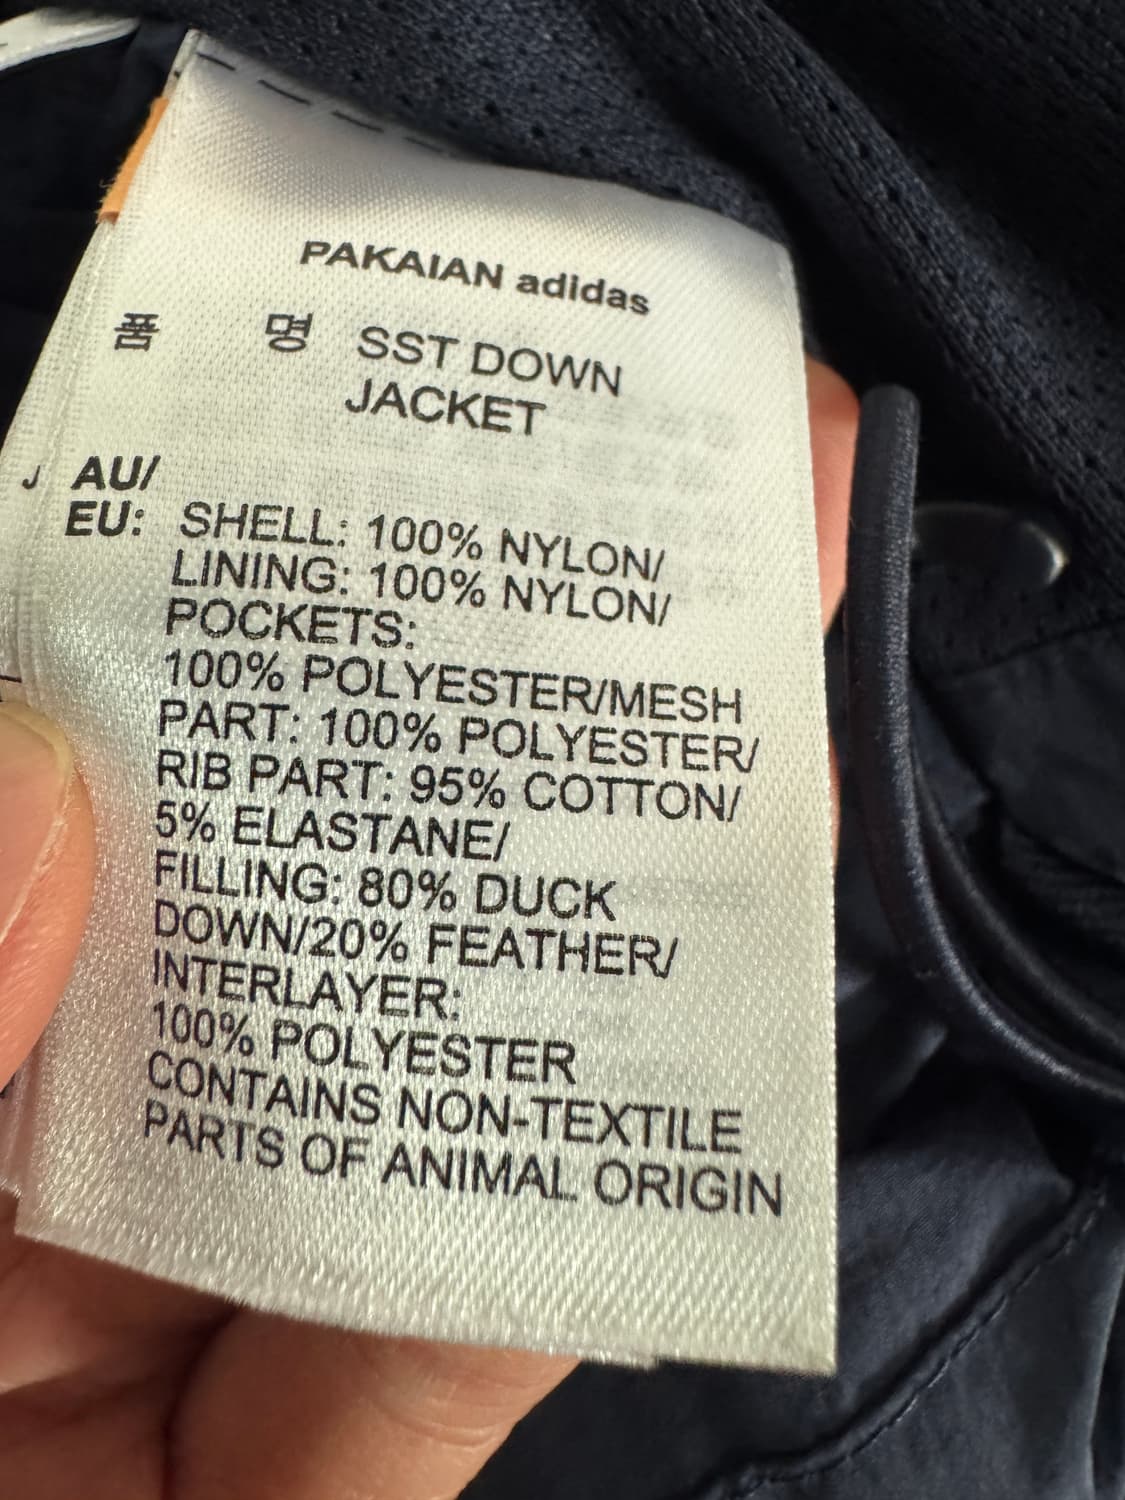 PAKAIAN adidas
품 명 SST DOWN
JACKET
AU/
EU: SHELL: 100% NYLON/
LINING: 100% NYLON/
POCKETS:
100% POLYESTER/MESH
PART: 100% POLYESTER/
RIB PART: 95% COTTON/
5% ELASTANE/
FILLING: 80% DUCK
DOWN/20% FEATHER/
INTERLAYER:
100% POLYESTER
CONTAINS NON-TEXTILE
PARTS OF ANIMAL ORIGIN